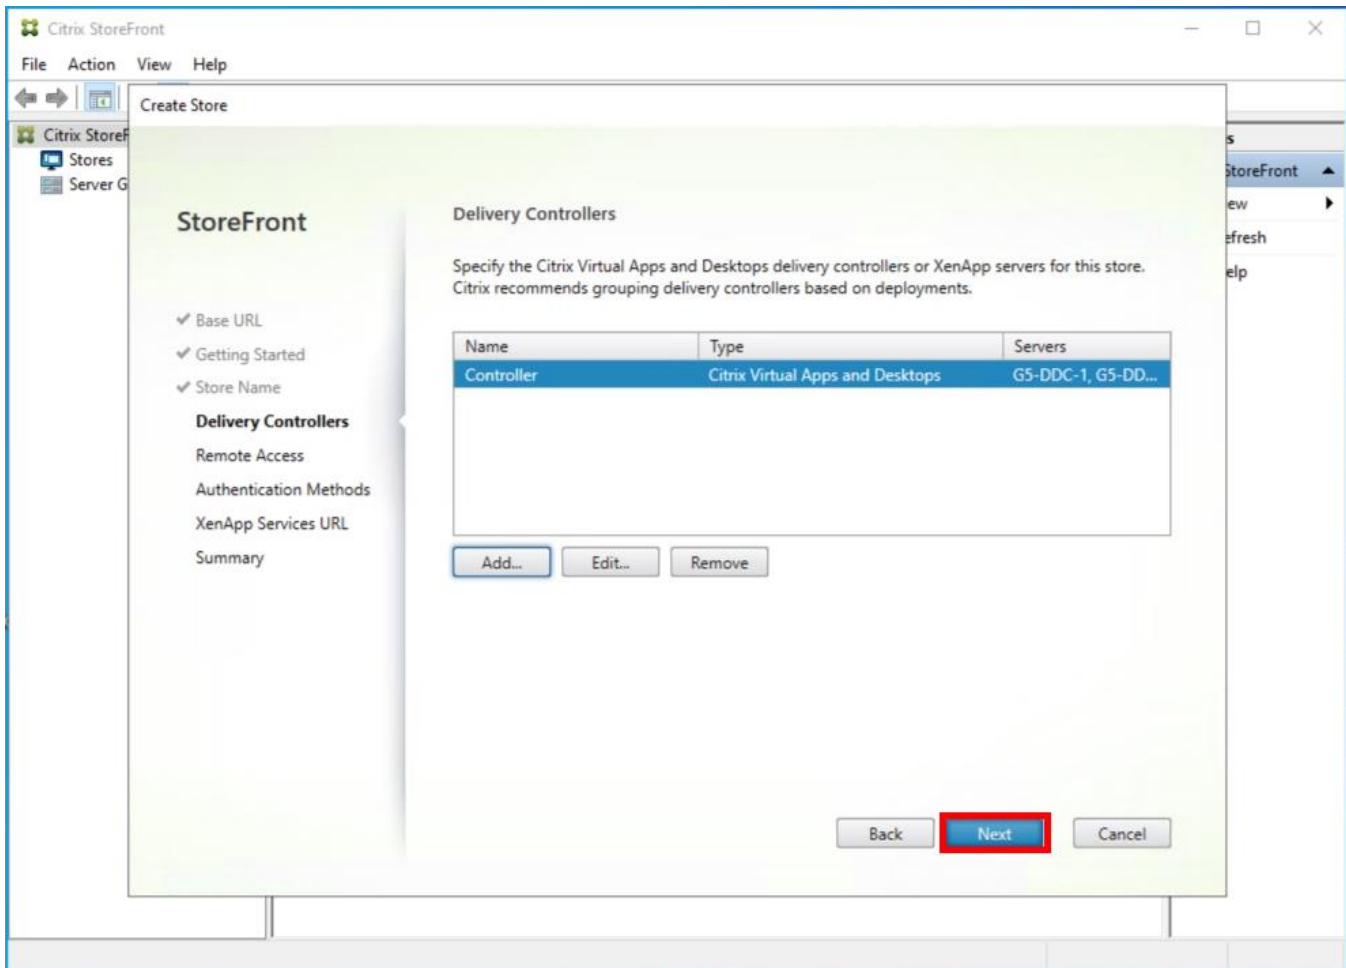 Citrix StoreFront
File Action View Help
Create Store
Citrix StoreF
Stores
Server G
s
StoreFront
ew
efresh
elp
StoreFront
Base URL
Getting Started
Store Name
Delivery Controllers
Remote Access
Authentication Methods
XenApp Services URL
Summary
Delivery Controllers
Specify the Citrix Virtual Apps and Desktops delivery controllers or XenApp servers for this store.
Citrix recommends grouping delivery controllers based on deployments.
Name Type Servers
Controller Citrix Virtual Apps and Desktops G5-DDC-1, G5-DD...
Add... Edit... Remove
Back Next Cancel